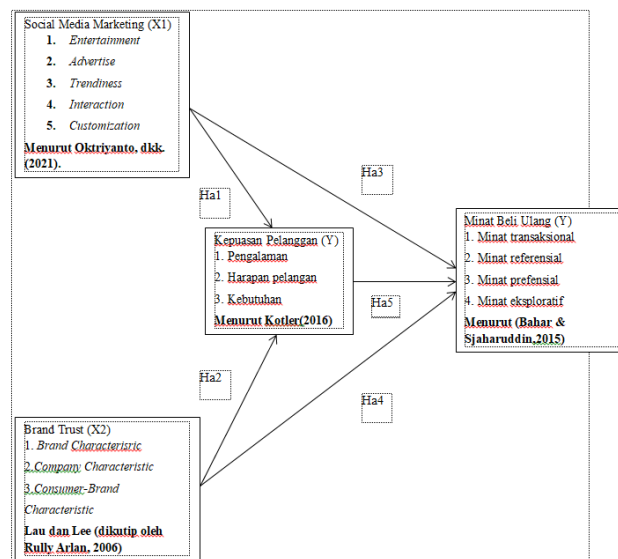 Social Media Marketing (X1)
1. Entertainment
2. Advertise
3. Trendiness
4. Interaction
5. Customization
Menurut Oktriyanto, dkk.
(2021).
Ha3
Ha1
Kepuasan Pelanggan (Y)
1. Pengalaman
2. Harapan pelangan
3. Kebutuhan
Menurut Kotler(2016)
Minat Beli Ulang (Y)
1. Minat transaksional
2. Minat referensial
3. Minat prefensial
4. Minat eksploratif
Menurut (Bahar &
Sjaharuddin,2015)
Ha5
Ha2
Ha4
Brand Trust (X2)
1. Brand Characterisric
2.Company Characteristic
3.Consumer-Brand
Characteristic
Lau dan Lee (dikutip oleh
Rully Arlan, 2006)